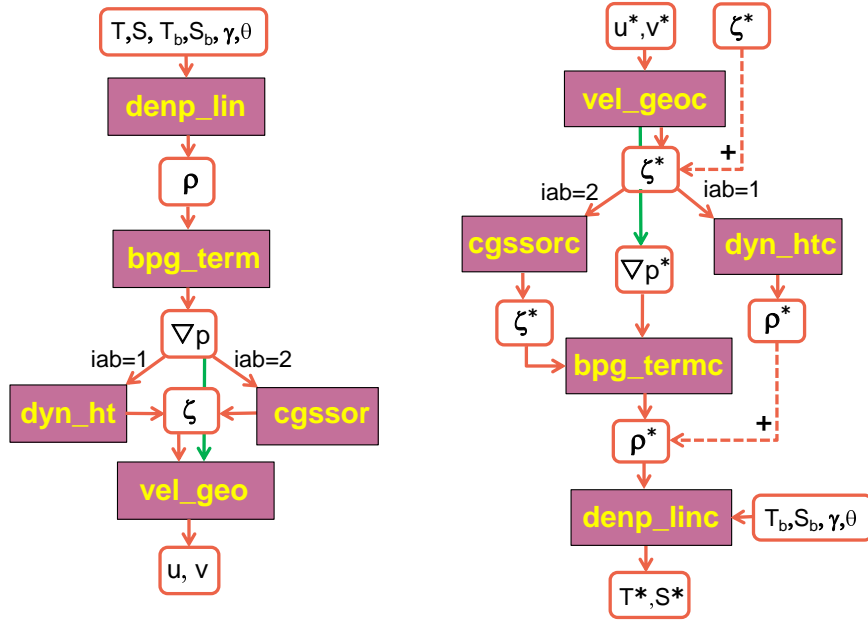 T,S, T_b,S_b, γ,θ
denp_lin
ρ
bpg_term
∇p
iab=1
iab=2
dyn_ht
ζ
cgssor
vel_geo
u, v
u*,v*
ζ*
vel_geoc
+
ζ*
iab=2
iab=1
cgssorc
dyn_htc
∇p*
ζ*
ρ*
bpg_termc
+
ρ*
denp_linc
T_b,S_b, γ,θ
T*,S*